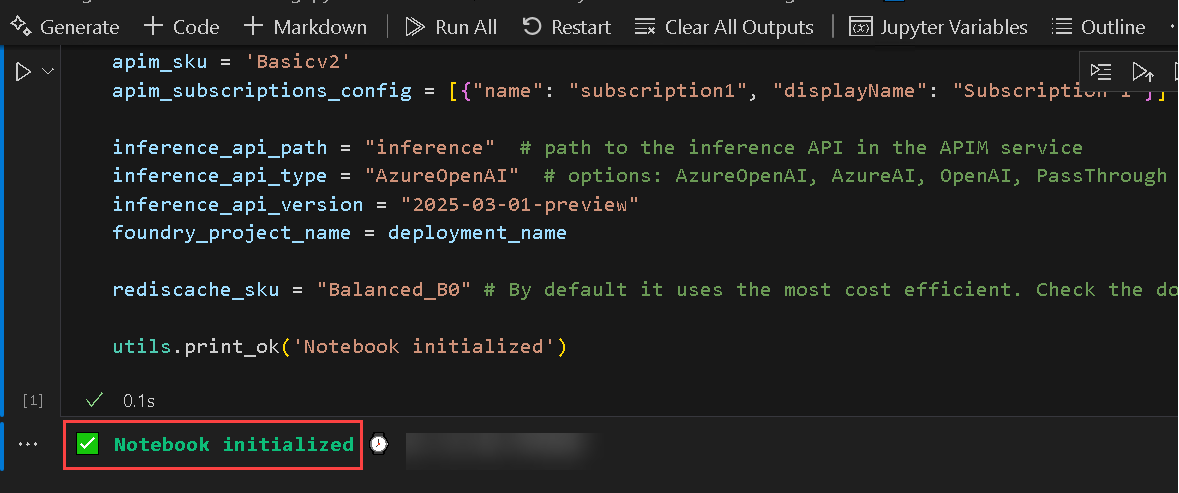 Generate + Code + Markdown Run All Restart Clear All Outputs Jupyter Variables Outline
apim_sku = 'Basicv2'
apim_subscriptions_config = [{"name": "subscription1", "displayName": "Subscription 1"}]
inference_api_path = "inference"  # path to the inference API in the APIM service
inference_api_type = "AzureOpenAI"  # options: AzureOpenAI, AzureAI, OpenAI, PassThrough
inference_api_version = "2025-03-01-preview"
foundry_project_name = deployment_name
rediscache_sku = "Balanced_B0" # By default it uses the most cost efficient. Check the do
utils.print_ok('Notebook initialized')
[1] ✓ 0.1s
✅ Notebook initialized